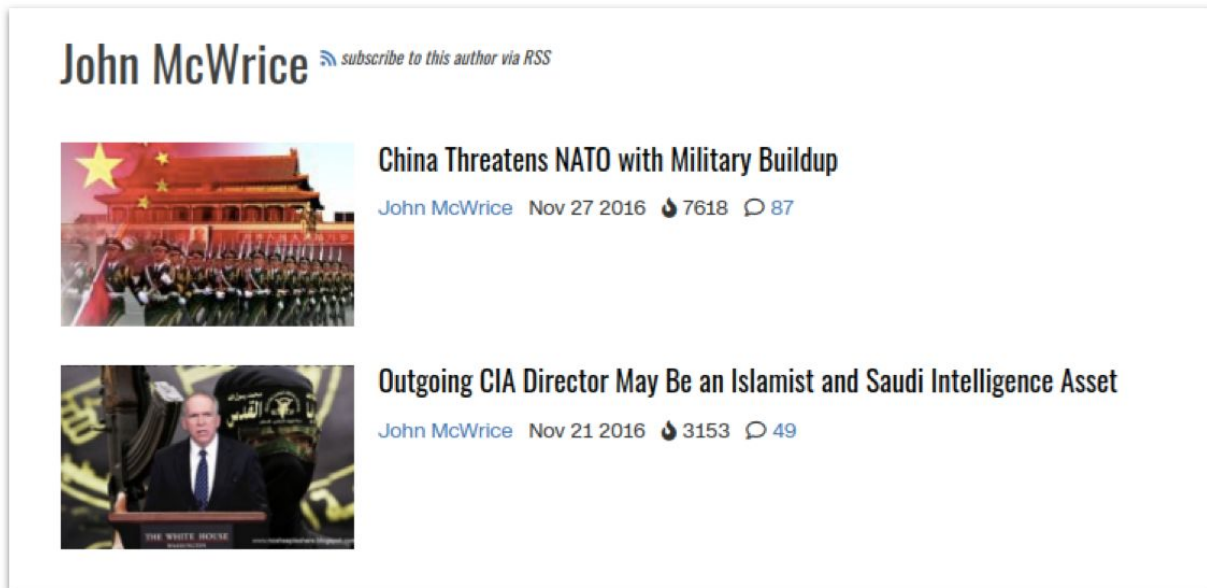 John McWrice subscribe to this author via RSS
China Threatens NATO with Military Buildup
John McWrice Nov 27 2016 7618 87
Outgoing CIA Director May Be an Islamist and Saudi Intelligence Asset
John McWrice Nov 21 2016 3153 49
القدس
THE WHITE HOUSE
WASHINGTON